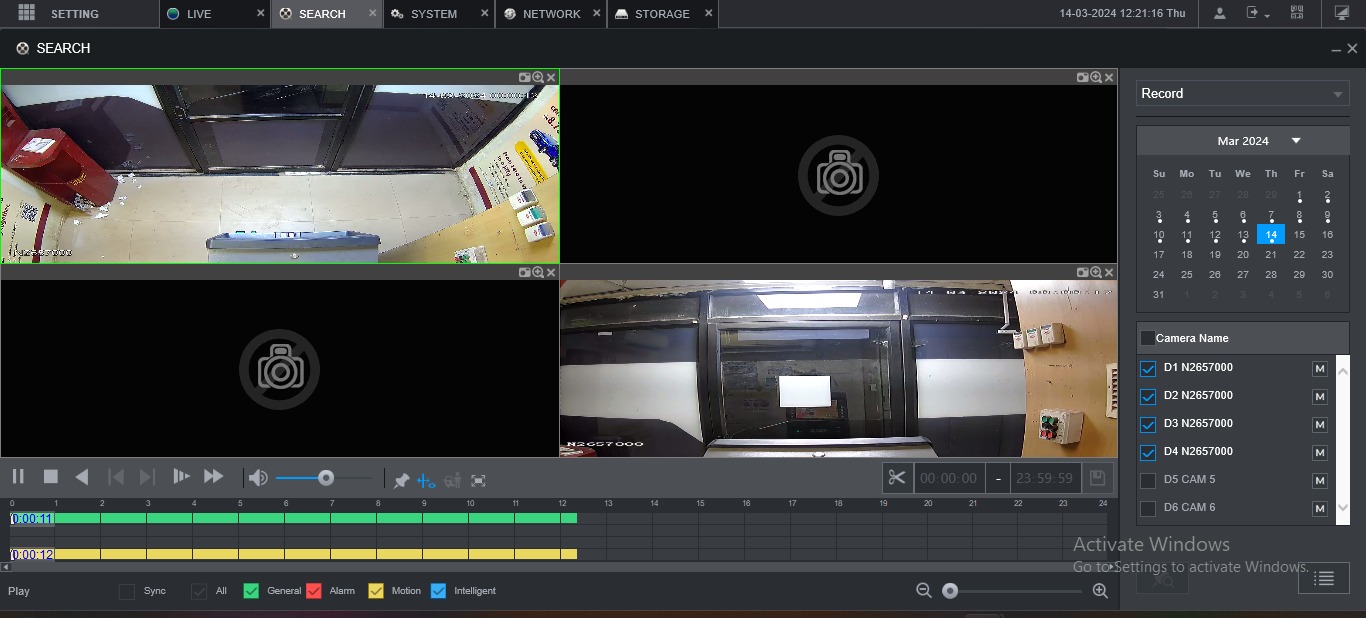 SETTING LIVE SEARCH SYSTEM NETWORK STORAGE 14-03-2024 12:21:16 Thu
SEARCH
Record
Mar 2024
Su Mo Tu We Th Fr Sa
25 26 27 28 29 1 2
3 4 5 6 7 8 9
10 11 12 13 14 15 16
17 18 19 20 21 22 23
24 25 26 27 28 29 30
31 1 2 3 4 5 6
N2657000
N2657000
Camera Name
D1 N2657000 M
D2 N2657000 M
D3 N2657000 M
D4 N2657000 M
D5 CAM 5 M
D6 CAM 6 M
00:00:00 - 23:59:59
0 1 2 3 4 5 6 7 8 9 10 11 12 13 14 15 16 17 18 19 20 21 22 23 24
0:00:11
0:00:12
Activate Windows
Go to Settings to activate Windows.
Play Sync All General Alarm Motion Intelligent